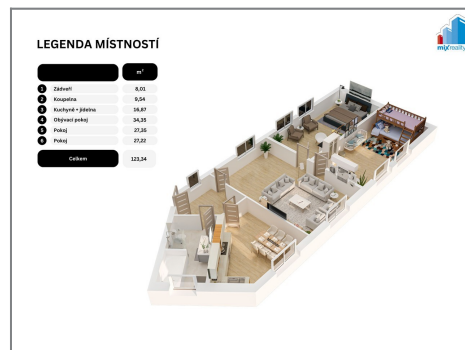 LEGENDA MÍSTNOSTÍ
mixreality
m²
1 Zádveří 8,01
2 Koupelna 9,54
3 Kuchyně + jídelna 16,87
4 Obývací pokoj 34,35
5 Pokoj 27,35
6 Pokoj 27,22
Celkem 123,34